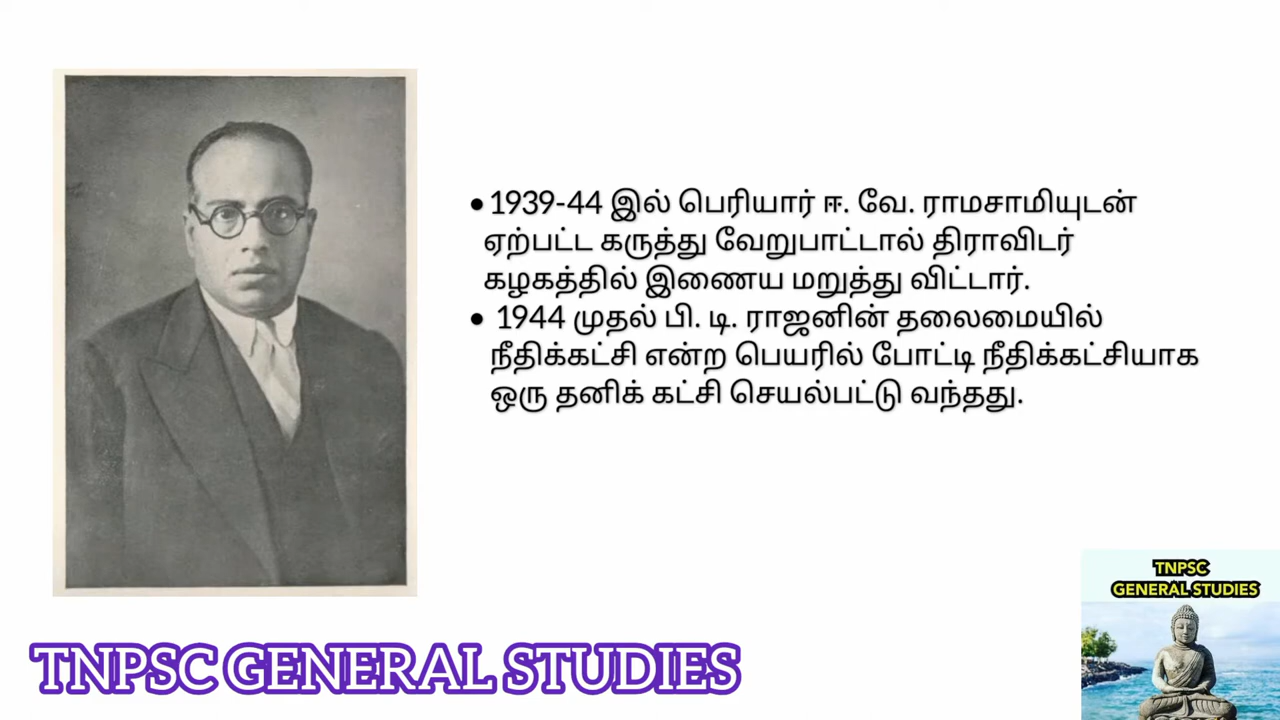 •1939-44 இல் பெரியார் ஈ. வே. ராமசாமியுடன்
ஏற்பட்ட கருத்து வேறுபாட்டால் திராவிடர்
கழகத்தில் இணைய மறுத்து விட்டார்.
• 1944 முதல் பி. டி. ராஜனின் தலைமையில்
நீதிக்கட்சி என்ற பெயரில் போட்டி நீதிக்கட்சியாக
ஒரு தனிக் கட்சி செயல்பட்டு வந்தது.
TNPSC
GENERAL STUDIES
TNPSC GENERAL STUDIES